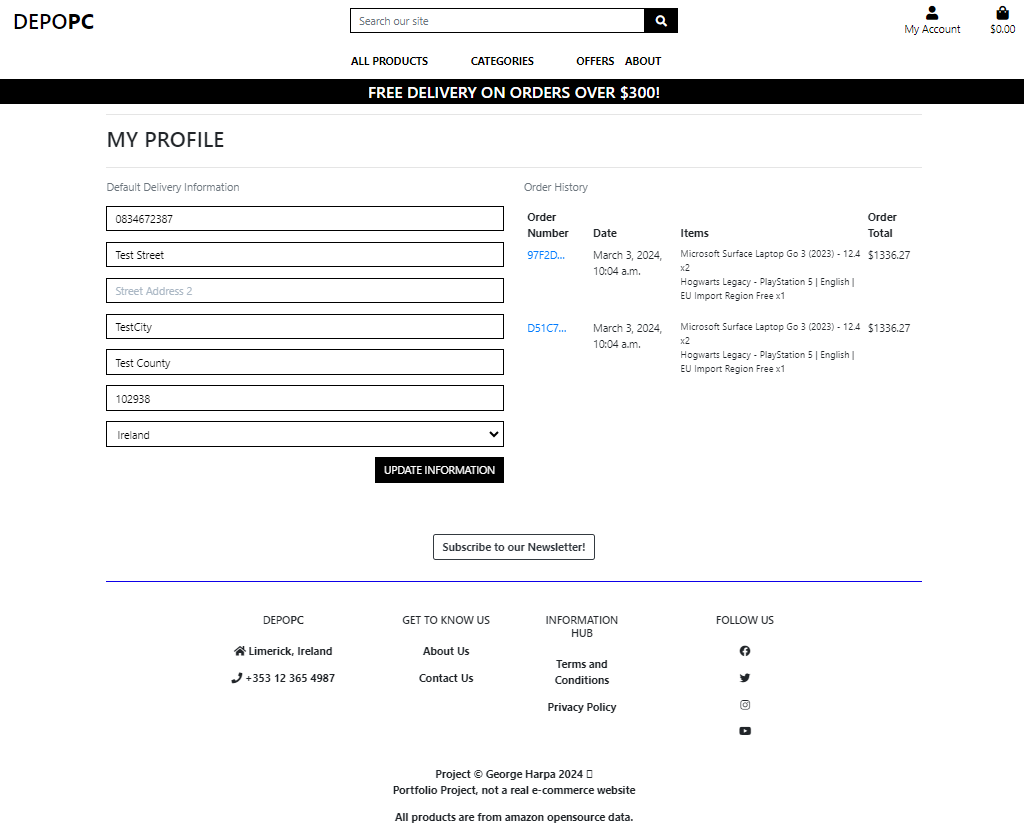 DEPOPC
Search our site
My Account
$0.00
ALL PRODUCTS
CATEGORIES
OFFERS
ABOUT
FREE DELIVERY ON ORDERS OVER $300!
MY PROFILE
Default Delivery Information
0834672387
Test Street
Street Address 2
TestCity
Test County
102938
Ireland
UPDATE INFORMATION
Order History
Order Number
Date
Items
Order Total
97F2D...
March 3, 2024,
10:04 a.m.
Microsoft Surface Laptop Go 3 (2023) - 12.4
x2
Hogwarts Legacy - PlayStation 5 | English |
EU Import Region Free x1
$1336.27
D51C7...
March 3, 2024,
10:04 a.m.
Microsoft Surface Laptop Go 3 (2023) - 12.4
x2
Hogwarts Legacy - PlayStation 5 | English |
EU Import Region Free x1
$1336.27
Subscribe to our Newsletter!
DEPOPC
Limerick, Ireland
+353 12 365 4987
GET TO KNOW US
About Us
Contact Us
INFORMATION
HUB
Terms and
Conditions
Privacy Policy
FOLLOW US
Project © George Harpa 2024
Portfolio Project, not a real e-commerce website
All products are from amazon opensource data.